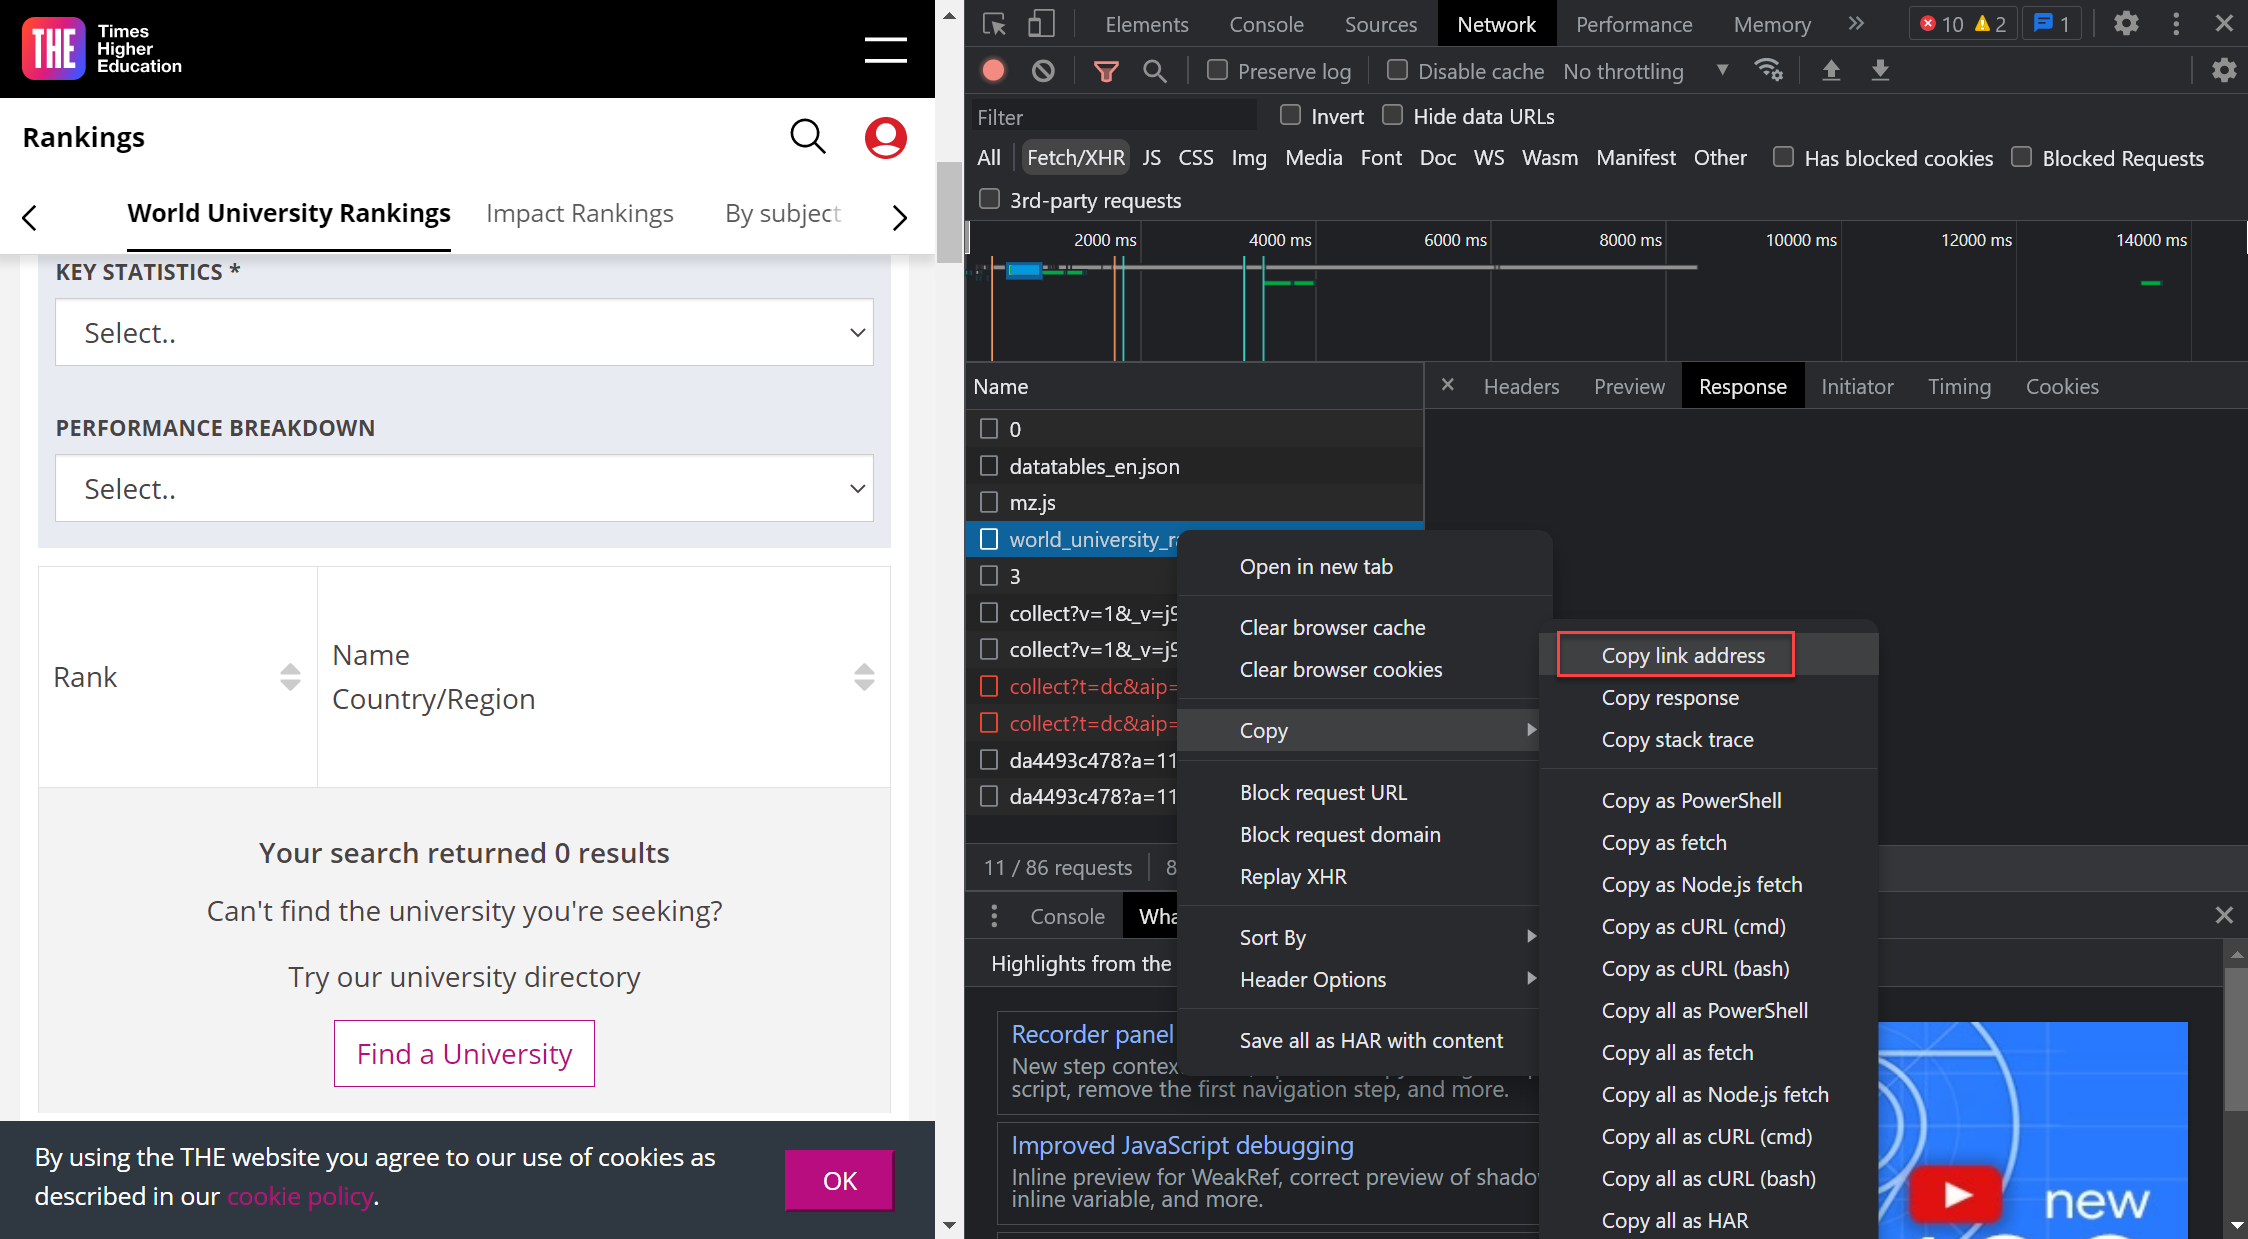 THE
Times
Higher
Education
Rankings
World University Rankings
Impact Rankings
By subject
KEY STATISTICS *
Select..
PERFORMANCE BREAKDOWN
Select..
Rank
Name
Country/Region
Your search returned 0 results
Can't find the university you're seeking?
Try our university directory
Find a University
By using the THE website you agree to our use of cookies as
described in our cookie policy.
OK
Elements
Console
Sources
Network
Performance
Memory
10
2
1
Preserve log
Disable cache
No throttling
Filter
Invert
Hide data URLs
All
Fetch/XHR
JS
CSS
Img
Media
Font
Doc
WS
Wasm
Manifest
Other
Has blocked cookies
Blocked Requests
3rd-party requests
2000 ms
4000 ms
6000 ms
8000 ms
10000 ms
12000 ms
14000 ms
Name
Headers
Preview
Response
Initiator
Timing
Cookies
0
datatables_en.json
mz.js
world_university_r
3
collect?v=1&_v=j9
collect?v=1&_v=j9
collect?t=dc&aip=
collect?t=dc&aip=
da4493c478?a=11
da4493c478?a=11
11 / 86 requests
8
Open in new tab
Clear browser cache
Clear browser cookies
Copy
Block request URL
Block request domain
Replay XHR
Sort By
Header Options
Save all as HAR with content
Copy link address
Copy response
Copy stack trace
Copy as PowerShell
Copy as fetch
Copy as Node.js fetch
Copy as cURL (cmd)
Copy as cURL (bash)
Copy all as PowerShell
Copy all as fetch
Copy all as Node.js fetch
Copy all as cURL (cmd)
Copy all as cURL (bash)
Copy all as HAR
Console
Wha
Highlights from the
Recorder panel
New step contex
script, remove the first navigation step, and more.
Improved JavaScript debugging
Inline preview for WeakRef, correct preview of shado
inline variable, and more.
new